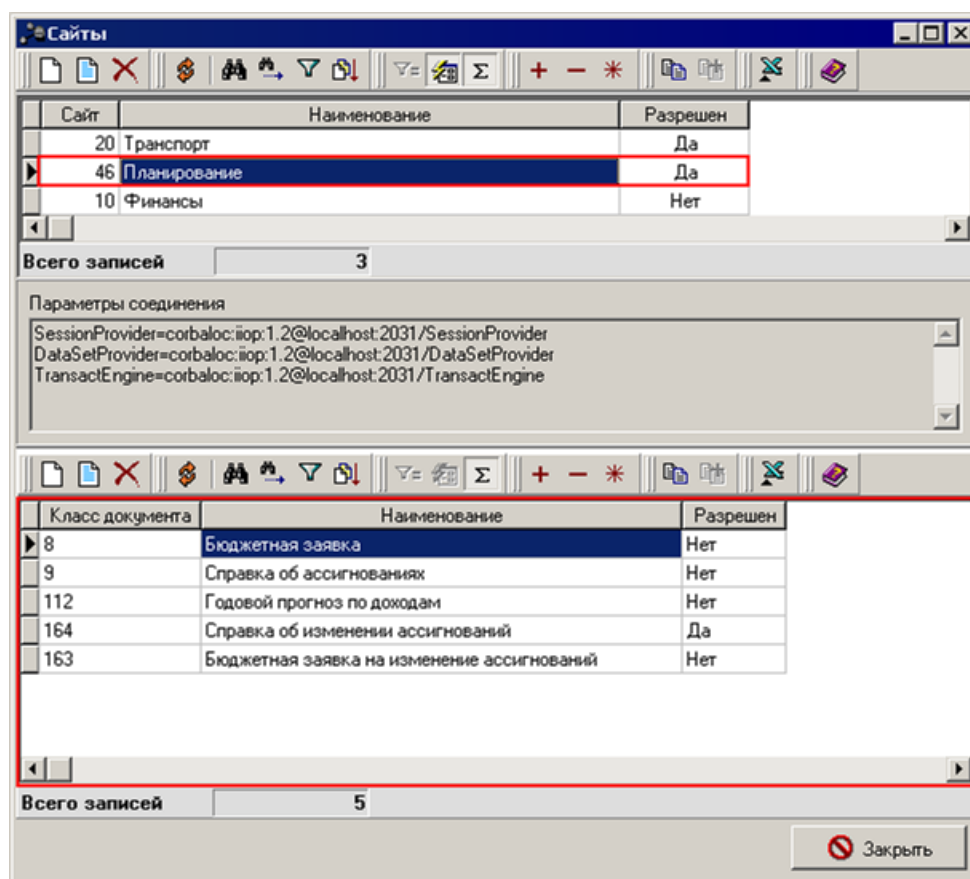 Сайты
Сайт Наименование Разрешен
20 Транспорт Да
46 Планирование Да
10 Финансы Нет
Всего записей 3
Параметры соединения
SessionProvider=corbaloc:iiop:1.2@localhost:2031/SessionProvider
DataSetProvider=corbaloc:iiop:1.2@localhost:2031/DataSetProvider
TransactEngine=corbaloc:iiop:1.2@localhost:2031/TransactEngine
Класс документа Наименование Разрешен
8 Бюджетная заявка Нет
9 Справка об ассигнованиях Нет
112 Годовой прогноз по доходам Нет
164 Справка об изменении ассигнований Да
163 Бюджетная заявка на изменение ассигнований Нет
Всего записей 5
Закрыть